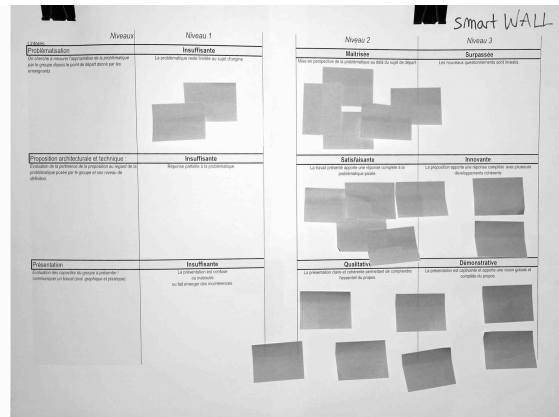 smart WALL
Niveaux
Niveau 1
Niveau 2
Niveau 3
Critères
Problématisation
Insuffisante
Maitrisée
Surpassée
On cherche à mesurer l'appropriation de la problématique
par le groupe depuis le point de départ donné par les
enseignants
La problématique reste limitée au sujet d'origine
Mise en perspective de la problématique au delà du sujet de départ
Les nouveaux questionnements sont investis
Proposition architecturale et technique
Insuffisante
Satisfaisante
Innovante
Evaluation de la pertinence de la proposition au regard de la
problématique posée par le groupe et son niveau de
définition
Réponse partielle à la problématique
Le travail présenté apporte une réponse complète à la
problématique posée
La proposition apporte une réponse complète avec plusieurs
développements cohérents
Présentation
Insuffisante
Qualitative
Démonstrative
Evaluation des capacités du groupe à présenter /
communiquer un travail (oral, graphique et plastique)
La présentation est confuse
ou inaboutie
ou fait émerger des incohérences
La présentation claire et cohérente permettant de comprendre
l'essentiel du propos
La présentation est captivante et apporte une vision globale et
complète du propos